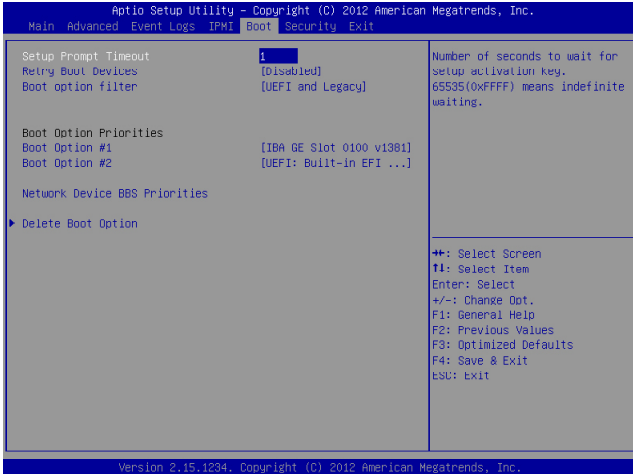 Aptio Setup Utility – Copyright (C) 2012 American Megatrends, Inc.
Main Advanced Event Logs IPMI Boot Security Exit
Setup Prompt Timeout 1
Retry Boot Devices [Disabled]
Boot option filter [UEFI and Legacy]
Boot Option Priorities
Boot Option #1 [IBA GE Slot 0100 v1381]
Boot Option #2 [UEFI: Built-in EFI ...]
Network Device BBS Priorities
Delete Boot Option
Number of seconds to wait for
setup activation key.
65535(0xFFFF) means indefinite
waiting.
→←: Select Screen
↑↓: Select Item
Enter: Select
+/-: Change Opt.
F1: General Help
F2: Previous Values
F3: Optimized Defaults
F4: Save & Exit
ESC: Exit
Version 2.15.1234. Copyright (C) 2012 American Megatrends, Inc.